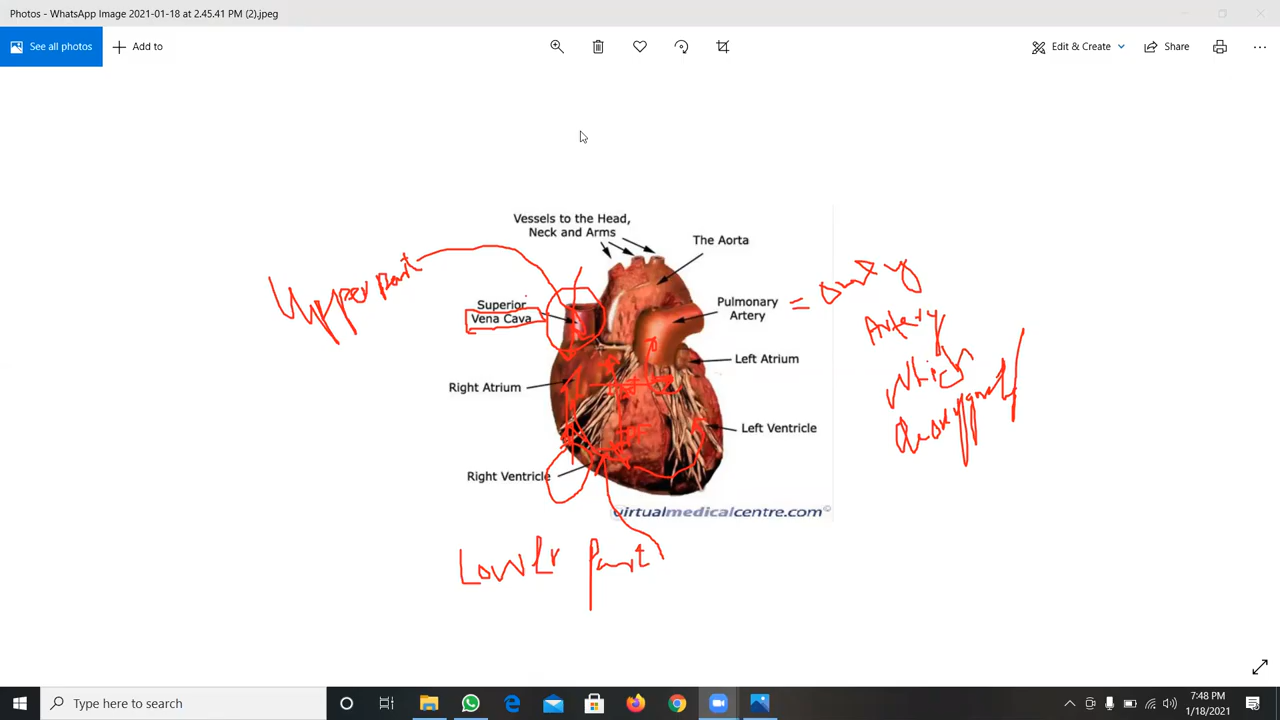 Photos - WhatsApp Image 2021-01-18 at 2.45.41 PM (2).jpeg
See all photos
Add to
Edit & Create
Share
Vessels to the Head,
Neck and Arms
The Aorta
Upper part
Superior
Vena Cava
Pulmonary
Artery
= Only
Artery
which
Left Atrium
Right Atrium
Left Ventricle
Right Ventricle
virtualmedicalcentre.com©
Lower part
Type here to search
7:48 PM
1/18/2021